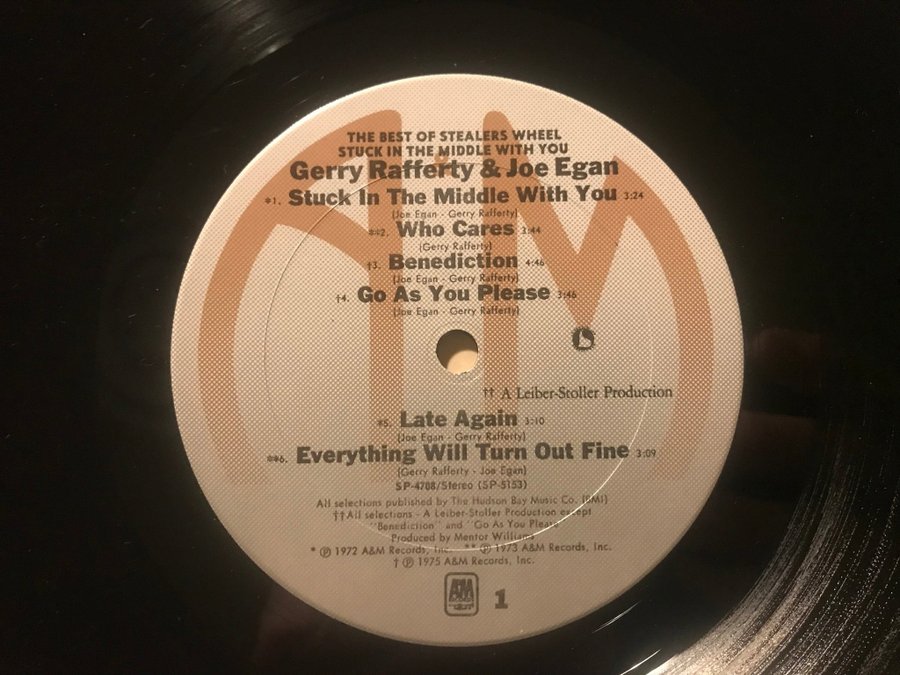 THE BEST OF STEALERS WHEEL
STUCK IN THE MIDDLE WITH YOU
Gerry Rafferty & Joe Egan
*1. Stuck In The Middle With You 3:24
(Joe Egan - Gerry Rafferty)
**2. Who Cares 3:44
(Gerry Rafferty)
†3. Benediction 4:46
(Joe Egan - Gerry Rafferty)
†4. Go As You Please 3:46
(Joe Egan - Gerry Rafferty)
†† A Leiber-Stoller Production
*5. Late Again 3:10
(Joe Egan - Gerry Rafferty)
**6. Everything Will Turn Out Fine 3:09
(Gerry Rafferty - Joe Egan)
SP-4708/Stereo (SP-5153)
All selections published by The Hudson Bay Music Co. (BMI)
††All selections - A Leiber-Stoller Production except
"Benediction" and "Go As You Please
Produced by Mentor Williams
* Ⓟ 1972 A&M Records, Inc. ** Ⓟ 1973 A&M Records, Inc.
† Ⓟ 1975 A&M Records, Inc.
A&M
RECORDS
1